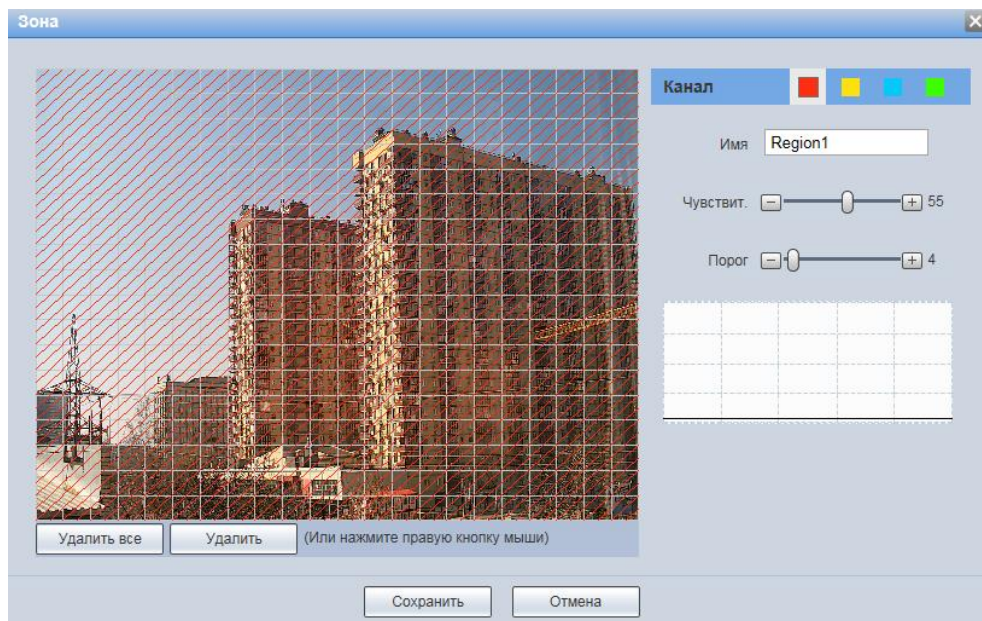 Зона
Канал
Имя Region1
Чувствит. 55
Порог 4
Удалить все Удалить (Или нажмите правую кнопку мыши)
Сохранить Отмена